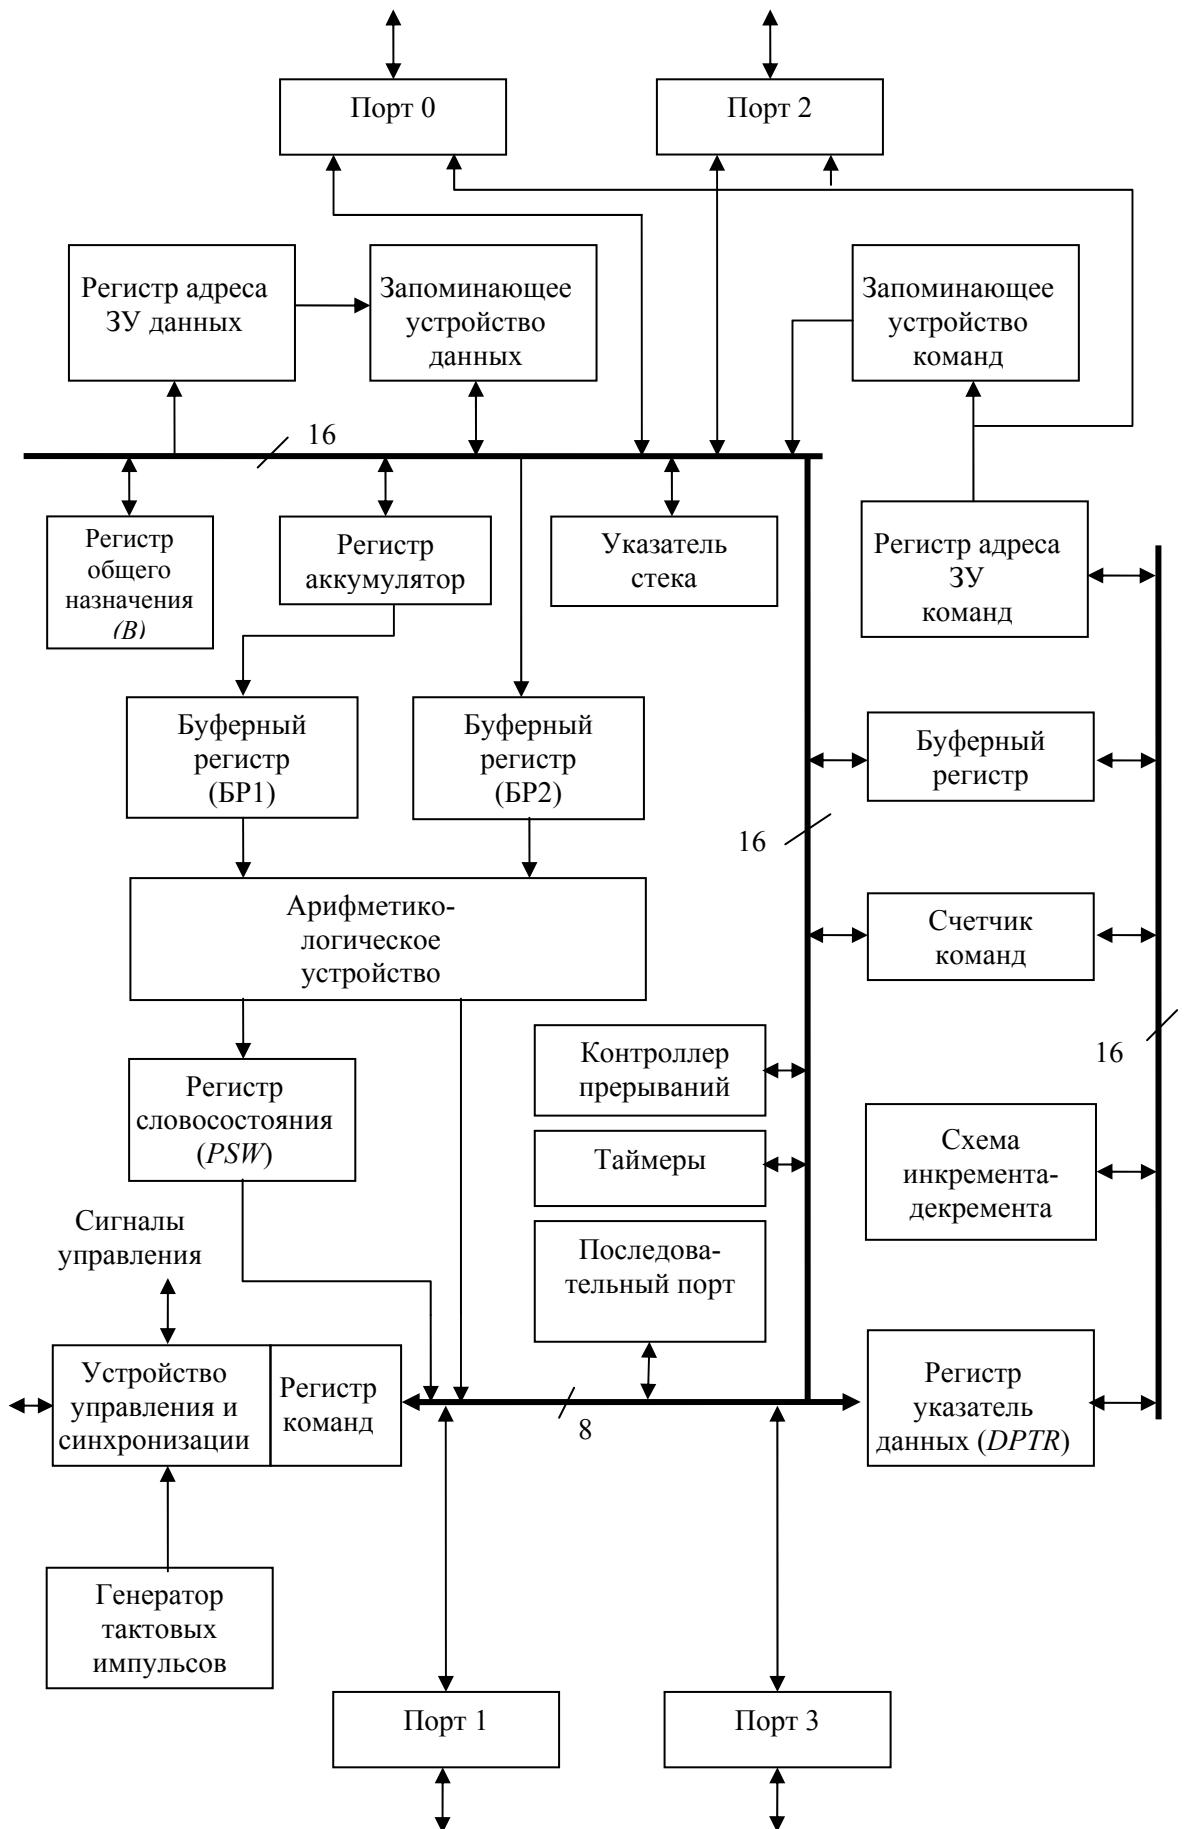 Порт 0
Порт 2
Регистр адреса
ЗУ данных
Запоминающее
устройство
данных
Запоминающее
устройство
команд
16
Регистр
общего
назначения
(B)
Регистр
аккумулятор
Указатель
стека
Регистр адреса
ЗУ
команд
Буферный
регистр
(БР1)
Буферный
регистр
(БР2)
Буферный
регистр
16
Арифметико-
логическое
устройство
Счетчик
команд
16
Контроллер
прерываний
Регистр
словосостояния
(PSW)
Таймеры
Схема
инкремента-
декремента
Сигналы
управления
Последова-
тельный порт
Устройство
управления и
синхронизации
Регистр
команд
8
Регистр
указатель
данных (DPTR)
Генератор
тактовых
импульсов
Порт 1
Порт 3